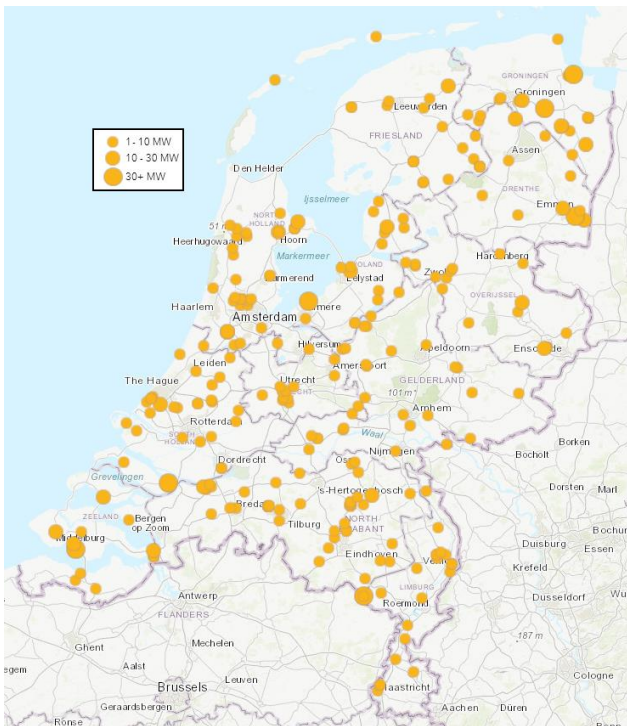 GRONINGEN
Groningen
Leeuwarden
FRIESLAND
1 - 10 MW
10 - 30 MW
30+ MW
Assen
Den Helder
DRENTHE
Ijsselmeer
NORTH
HOLLAND
51 m
Emmen
Heerhugowaard
Hoorn
Markermeer
Hardenberg
Lelystad
Zwolle
OVERIJSSEL
Haarlem
Amsterdam
Hilversum
Apeldoorn
Enschede
Leiden
Amersfoort
The Hague
Utrecht
GELDERLAND
101 m
Arnhem
Rotterdam
Waal
Borken
Nijmegen
Bocholt
Dordrecht
Oss
Grevelingen
Dorsten
Marl
's-Hertogenbosch
ZEELAND
Breda
Bergen
op Zoom
Tilburg
NORTH
Middelburg
Duisburg
Essen
Eindhoven
Krefeld
Antwerp
LIMBURG
Dusseldorf
Roermond
FLANDERS
Ghent
Mechelen
187 m
Aalst
Leuven
Cologne
Brussels
Maastricht
Geraardsbergen
Aachen
Düren
Ronse